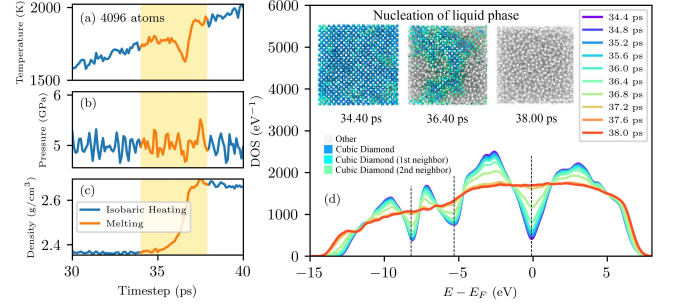 (a) 4096 atoms
Temperature (K)
2000
1500
(b)
Pressure (GPa)
6
5
(c)
Density (g/cm³)
2.6
2.4
Isobaric Heating
Melting
30 35 40
Timestep (ps)
DOS (eV⁻¹)
6000
5000
4000
3000
2000
1000
0
Nucleation of liquid phase
34.40 ps 36.40 ps 38.00 ps
Other
Cubic Diamond
Cubic Diamond (1st neighbor)
Cubic Diamond (2nd neighbor)
(d)
34.4 ps
34.8 ps
35.2 ps
35.6 ps
36.0 ps
36.4 ps
36.8 ps
37.2 ps
37.6 ps
38.0 ps
−15 −10 −5 0 5
E − E_F (eV)